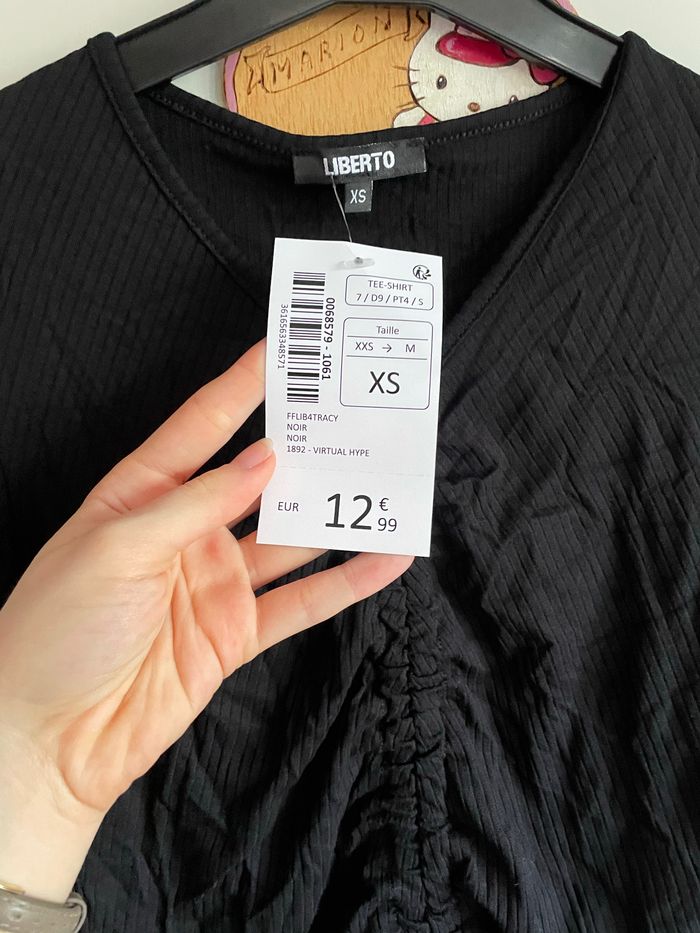 MARION
LIBERTO
XS
TEE-SHIRT
7 / D9 / PT4 / S
Taille
XXS → M
XS
0068579 - 1061
3616563348571
FFLIB4TRACY
NOIR
NOIR
1892 - VIRTUAL HYPE
EUR 12 € 99